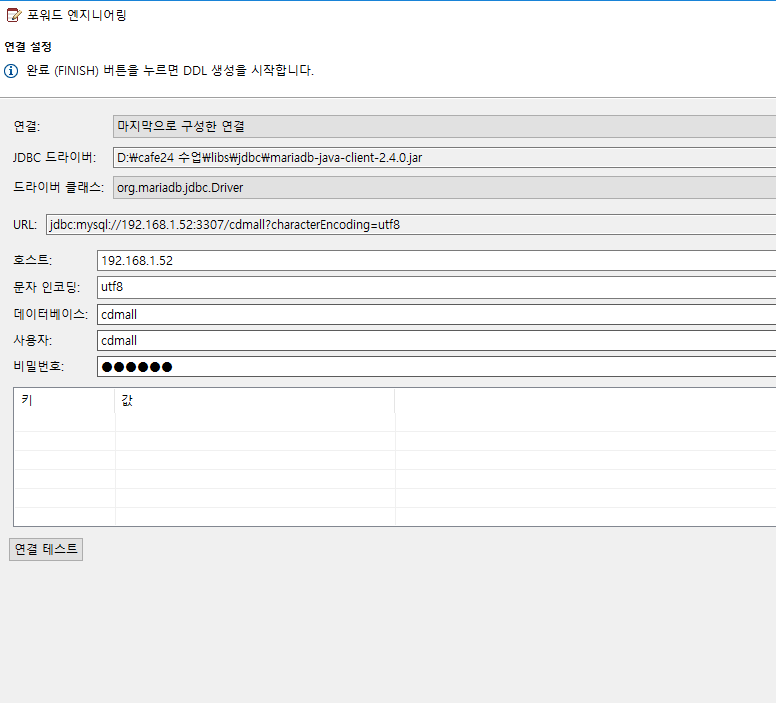 포워드 엔지니어링
연결 설정
완료 (FINISH) 버튼을 누르면 DDL 생성을 시작합니다.
연결: 마지막으로 구성한 연결
JDBC 드라이버: D:₩cafe24 수업₩libs₩jdbc₩mariadb-java-client-2.4.0.jar
드라이버 클래스: org.mariadb.jdbc.Driver
URL: jdbc:mysql://192.168.1.52:3307/cdmall?characterEncoding=utf8
호스트: 192.168.1.52
문자 인코딩: utf8
데이터베이스: cdmall
사용자: cdmall
비밀번호: ●●●●●●
키 값
연결 테스트